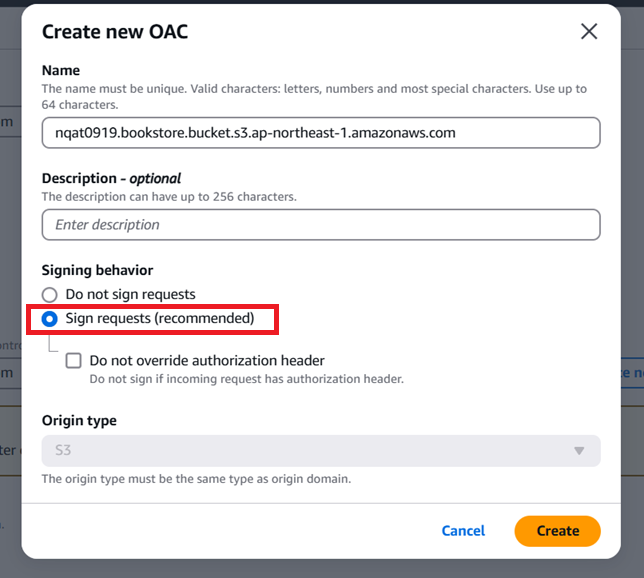 Create new OAC
Name
The name must be unique. Valid characters: letters, numbers and most special characters. Use up to
64 characters.
nqat0919.bookstore.bucket.s3.ap-northeast-1.amazonaws.com
Description - optional
The description can have up to 256 characters.
Enter description
Signing behavior
Do not sign requests
Sign requests (recommended)
Do not override authorization header
Do not sign if incoming request has authorization header.
Origin type
S3
The origin type must be the same type as origin domain.
Cancel
Create